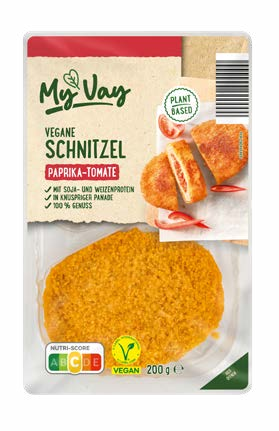 My Vay
PLANT
BASED
VEGANE
SCHNITZEL
PAPRIKA-TOMATE
MIT SOJA- UND WEIZENPROTEIN
IN KNUSPRIGER PANADE
100 % GENUSS
NUTRI-SCORE
A B C D E
VEGAN
200 g ℮